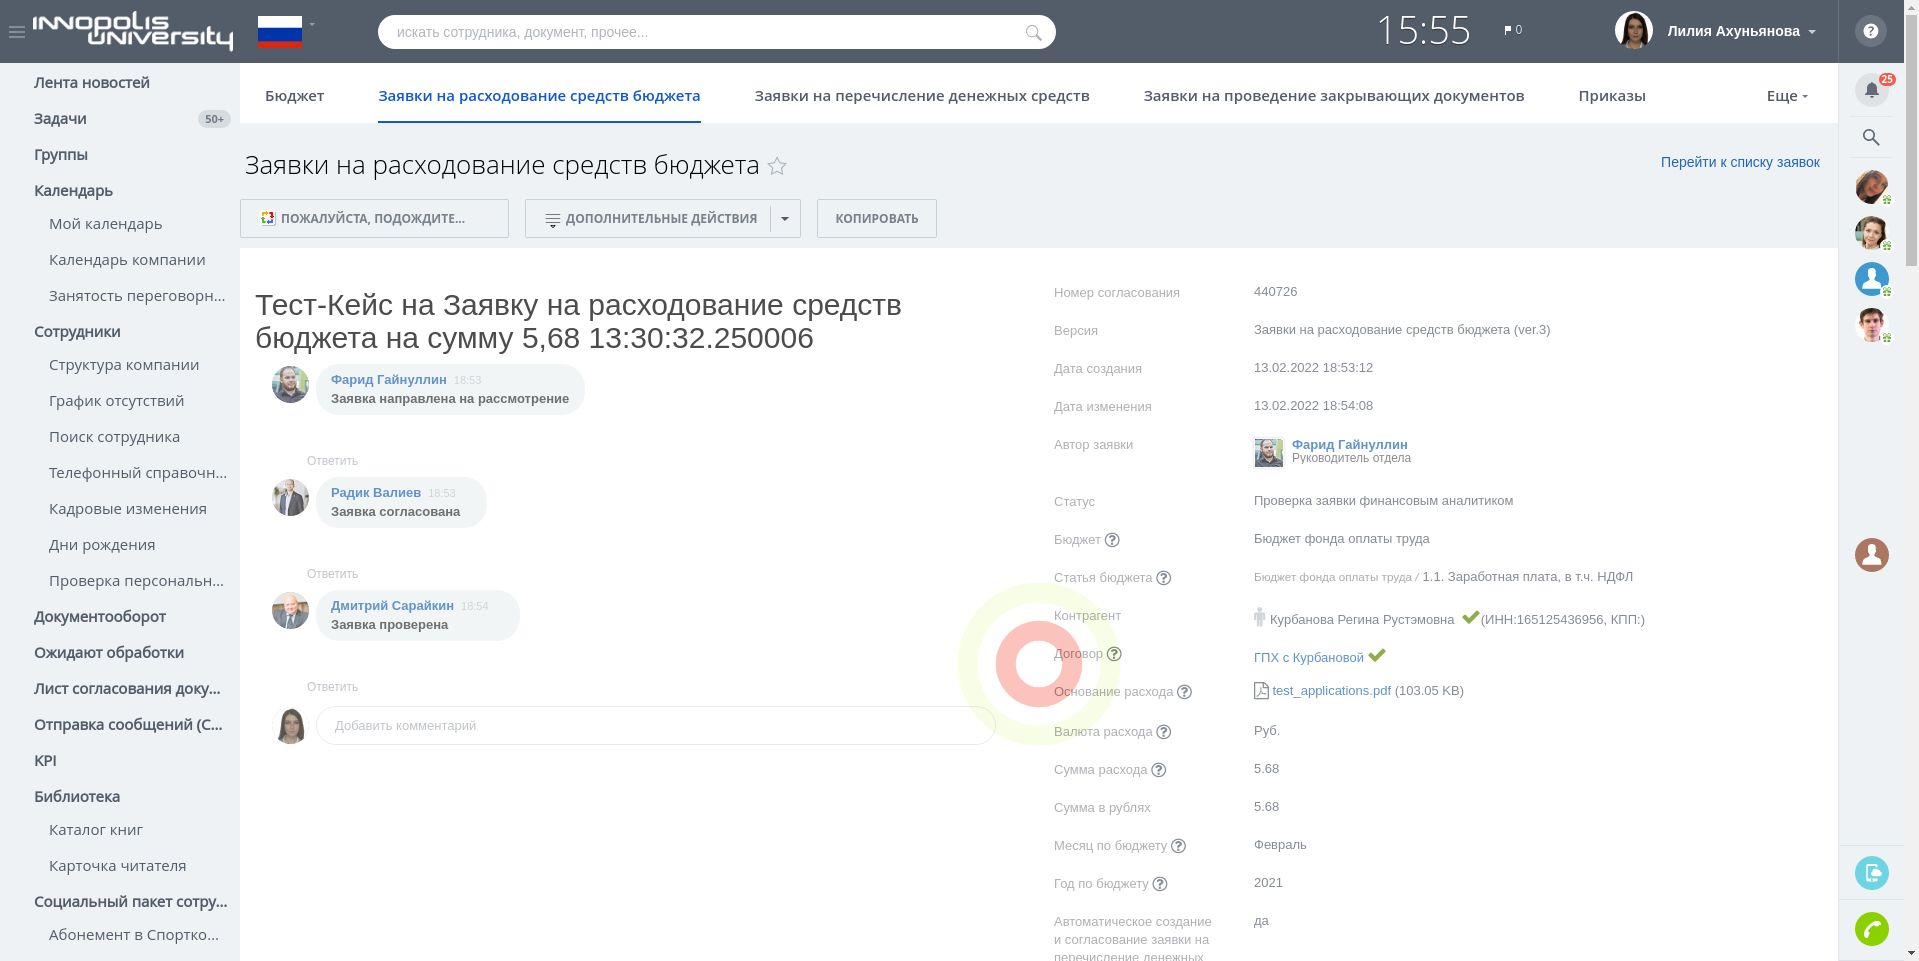 INNOPOLIS
UNIVERSITY
искать сотрудника, документ, прочее...
15:55
0
Лилия Ахуньянова
25
Лента новостей
Задачи
50+
Группы
Календарь
Мой календарь
Календарь компании
Занятость переговорн...
Сотрудники
Структура компании
График отсутствий
Поиск сотрудника
Телефонный справочн...
Кадровые изменения
Дни рождения
Проверка персональн...
Документооборот
Ожидают обработки
Лист согласования доку...
Отправка сообщений (С...
KPI
Библиотека
Каталог книг
Карточка читателя
Социальный пакет сотру...
Абонемент в Спортко...
Бюджет
Заявки на расходование средств бюджета
Заявки на перечисление денежных средств
Заявки на проведение закрывающих документов
Приказы
Еще
Заявки на расходование средств бюджета
Перейти к списку заявок
ПОЖАЛУЙСТА, ПОДОЖДИТЕ...
ДОПОЛНИТЕЛЬНЫЕ ДЕЙСТВИЯ
КОПИРОВАТЬ
Тест-Кейс на Заявку на расходование средств
бюджета на сумму 5,68 13:30:32.250006
Фарид Гайнуллин 18:53
Заявка направлена на рассмотрение
Ответить
Радик Валиев 18:53
Заявка согласована
Ответить
Дмитрий Сарайкин 18:54
Заявка проверена
Ответить
Добавить комментарий
Номер согласования 440726
Версия Заявки на расходование средств бюджета (ver.3)
Дата создания 13.02.2022 18:53:12
Дата изменения 13.02.2022 18:54:08
Автор заявки Фарид Гайнуллин
Руководитель отдела
Статус Проверка заявки финансовым аналитиком
Бюджет ? Бюджет фонда оплаты труда
Статья бюджета ? Бюджет фонда оплаты труда / 1.1. Заработная плата, в т.ч. НДФЛ
Контрагент Курбанова Регина Рустэмовна (ИНН:165125436956, КПП:)
Договор ? ГПХ с Курбановой
Основание расхода ? test_applications.pdf (103.05 KB)
Валюта расхода ? Руб.
Сумма расхода ? 5.68
Сумма в рублях 5.68
Месяц по бюджету ? Февраль
Год по бюджету ? 2021
Автоматическое создание да
и согласование заявки на
перечисление денежных